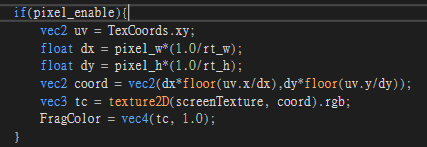 if(pixel_enable){
vec2 uv = TexCoords.xy;
float dx = pixel_w*(1.0/rt_w);
float dy = pixel_h*(1.0/rt_h);
vec2 coord = vec2(dx*floor(uv.x/dx),dy*floor(uv.y/dy));
vec3 tc = texture2D(screenTexture, coord).rgb;
FragColor = vec4(tc, 1.0);
}